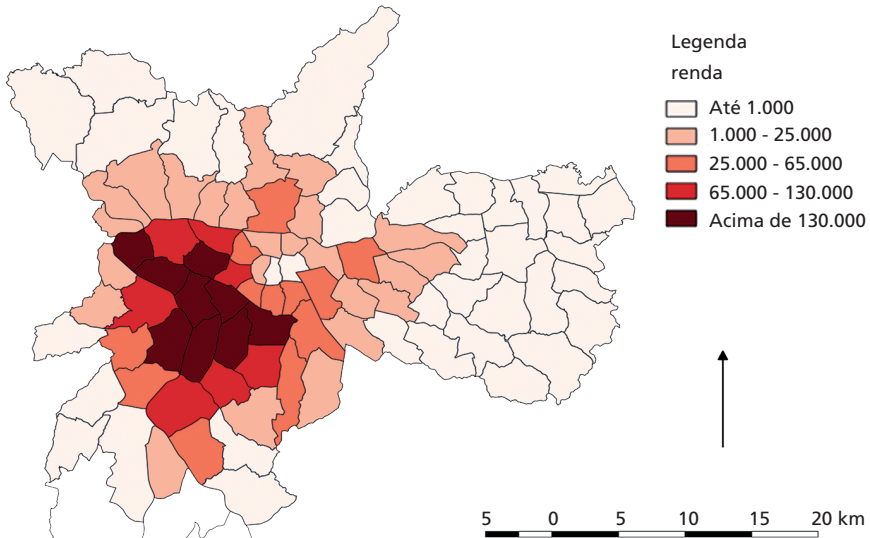 Legenda
renda
Até 1.000
1.000 - 25.000
25.000 - 65.000
65.000 - 130.000
Acima de 130.000
5 0 5 10 15 20 km